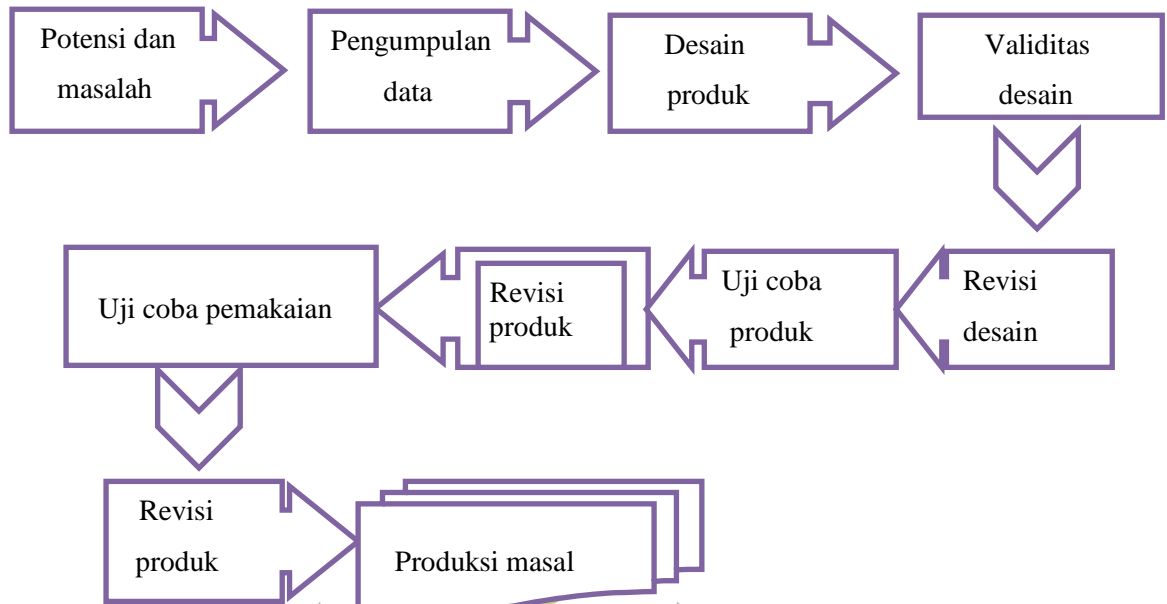 Potensi dan
masalah
Pengumpulan
data
Desain
produk
Validitas
desain
Revisi
desain
Uji coba
produk
Revisi
produk
Uji coba pemakaian
Revisi
produk
Produksi masal